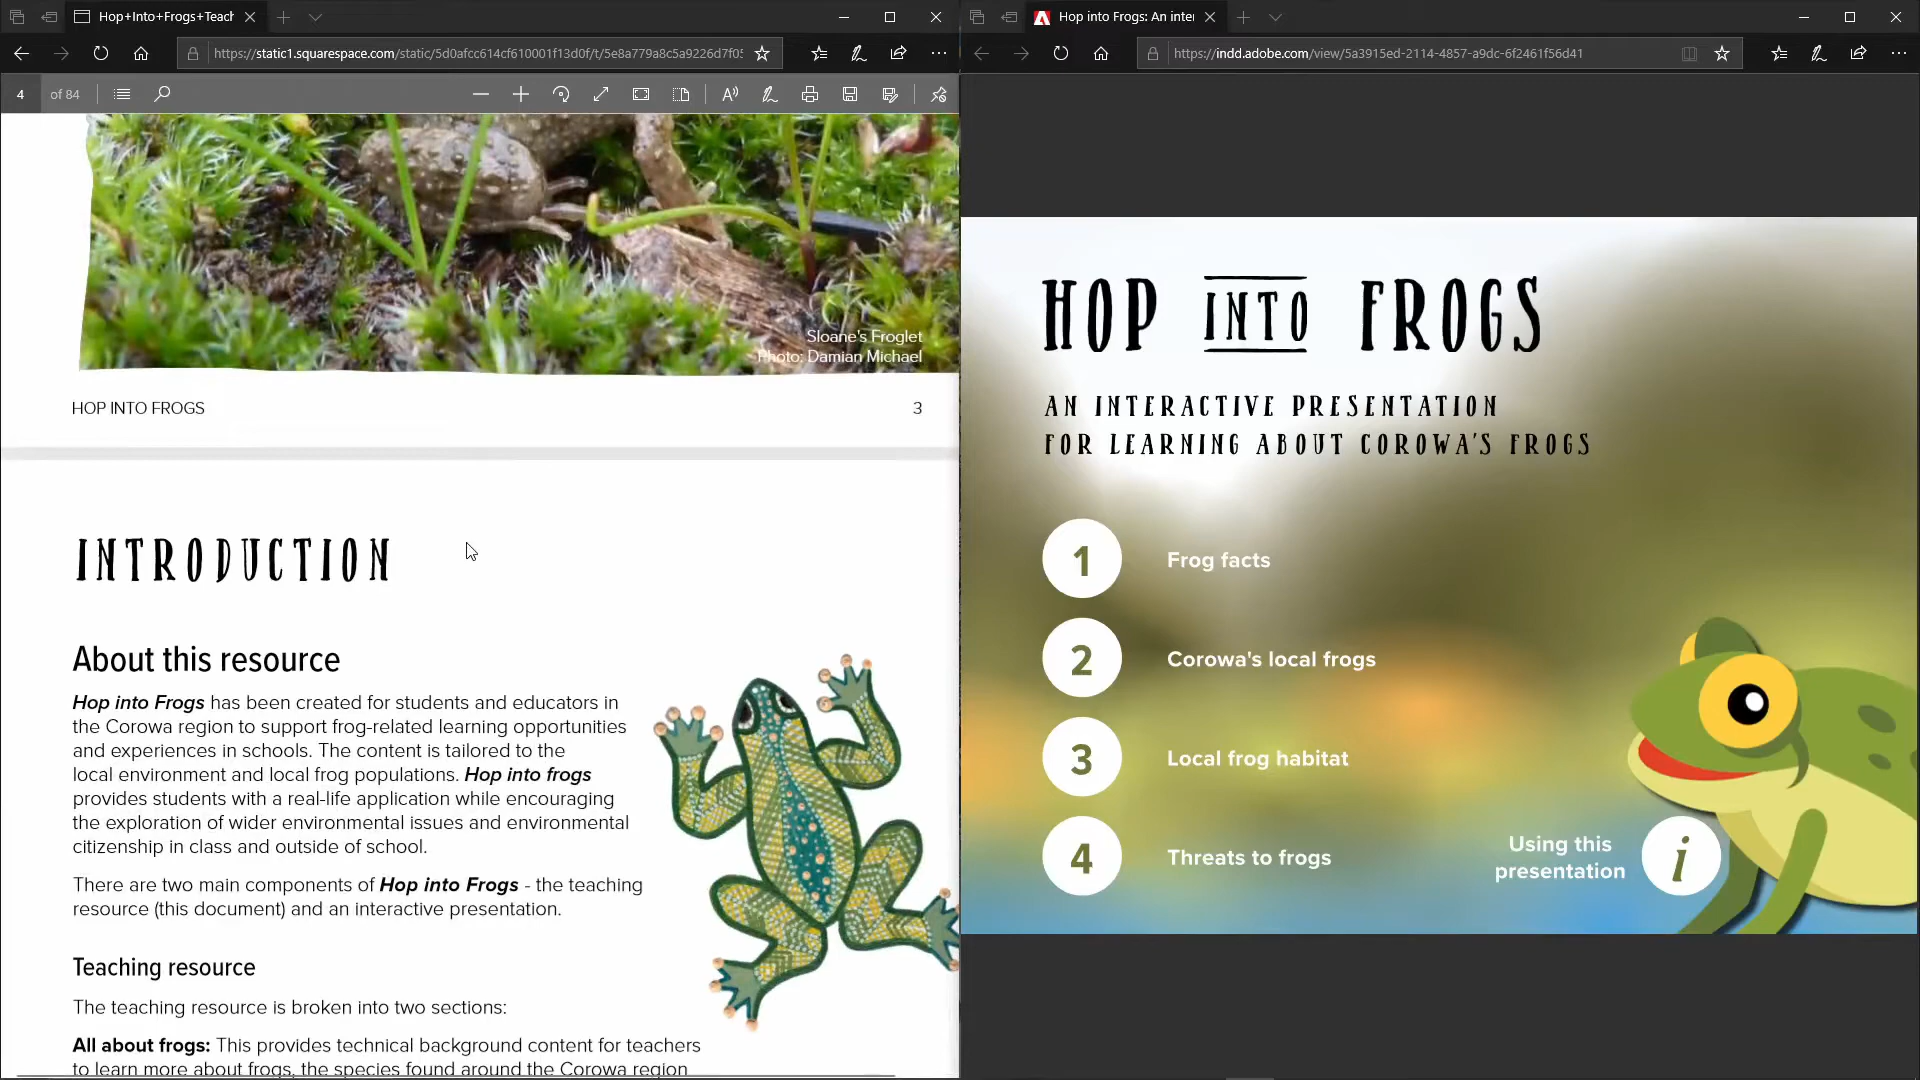 Hop+Into+Frogs+Teach
https://static1.squarespace.com/static/5d0afcc614cf610001f13d0f/t/5e8a779a8c5a9226d7f05
4 of 84
Sloane's Froglet
Photo: Damian Michael
HOP INTO FROGS 3
INTRODUCTION
About this resource
Hop into Frogs has been created for students and educators in
the Corowa region to support frog-related learning opportunities
and experiences in schools. The content is tailored to the
local environment and local frog populations. Hop into frogs
provides students with a real-life application while encouraging
the exploration of wider environmental issues and environmental
citizenship in class and outside of school.
There are two main components of Hop into Frogs - the teaching
resource (this document) and an interactive presentation.
Teaching resource
The teaching resource is broken into two sections:
All about frogs: This provides technical background content for teachers
to learn more about frogs, the species found around the Corowa region
Hop into Frogs: An inter
https://indd.adobe.com/view/5a3915ed-2114-4857-a9dc-6f2461f56d41
HOP INTO FROGS
AN INTERACTIVE PRESENTATION
FOR LEARNING ABOUT COROWA'S FROGS
1 Frog facts
2 Corowa's local frogs
3 Local frog habitat
4 Threats to frogs
Using this
presentation
i